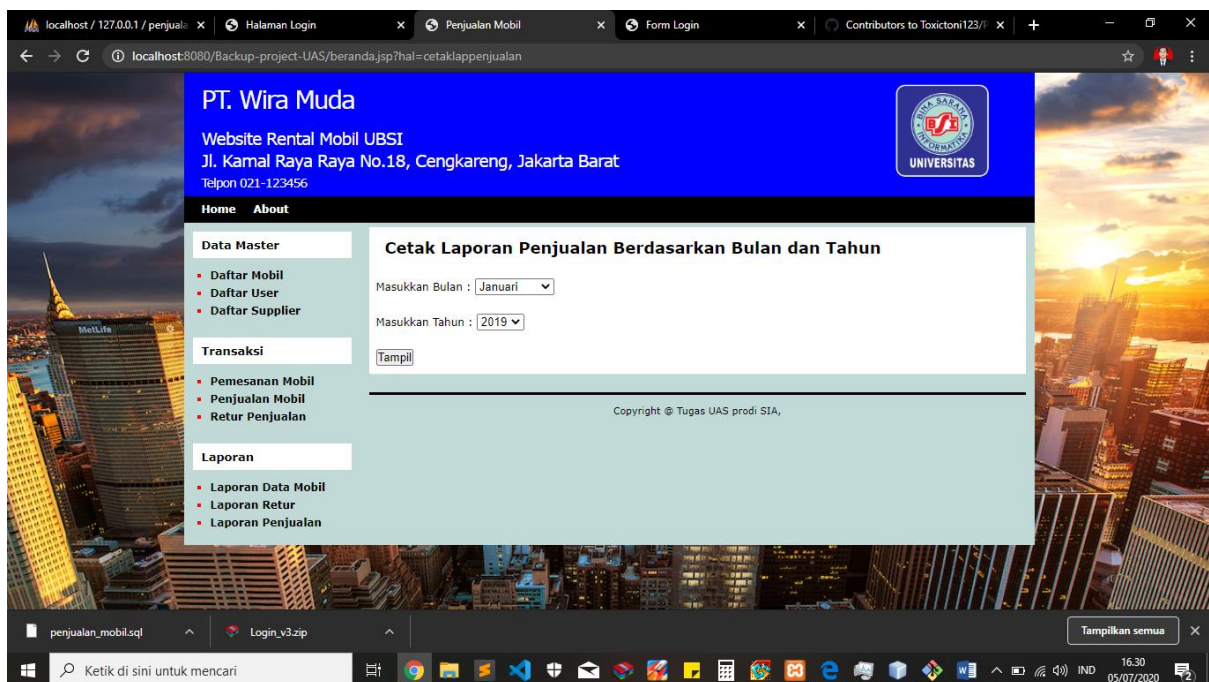 localhost / 127.0.0.1 / penjuala
Halaman Login
Penjualan Mobil
Form Login
Contributors to Toxictoni123/
localhost:8080/Backup-project-UAS/beranda.jsp?hal=cetaklappenjualan
PT. Wira Muda
Website Rental Mobil UBSI
Jl. Kamal Raya Raya No.18, Cengkareng, Jakarta Barat
Telpon 021-123456
BINA SARANA INFORMATIKA
BSI
UNIVERSITAS
Home About
Data Master
Daftar Mobil
Daftar User
Daftar Supplier
Transaksi
Pemesanan Mobil
Penjualan Mobil
Retur Penjualan
Laporan
Laporan Data Mobil
Laporan Retur
Laporan Penjualan
Cetak Laporan Penjualan Berdasarkan Bulan dan Tahun
Masukkan Bulan : Januari
Masukkan Tahun : 2019
Tampil
Copyright @ Tugas UAS prodi SIA,
MetLife
penjualan_mobil.sql
Login_v3.zip
Tampilkan semua
Ketik di sini untuk mencari
IND
16.30
05/07/2020
2